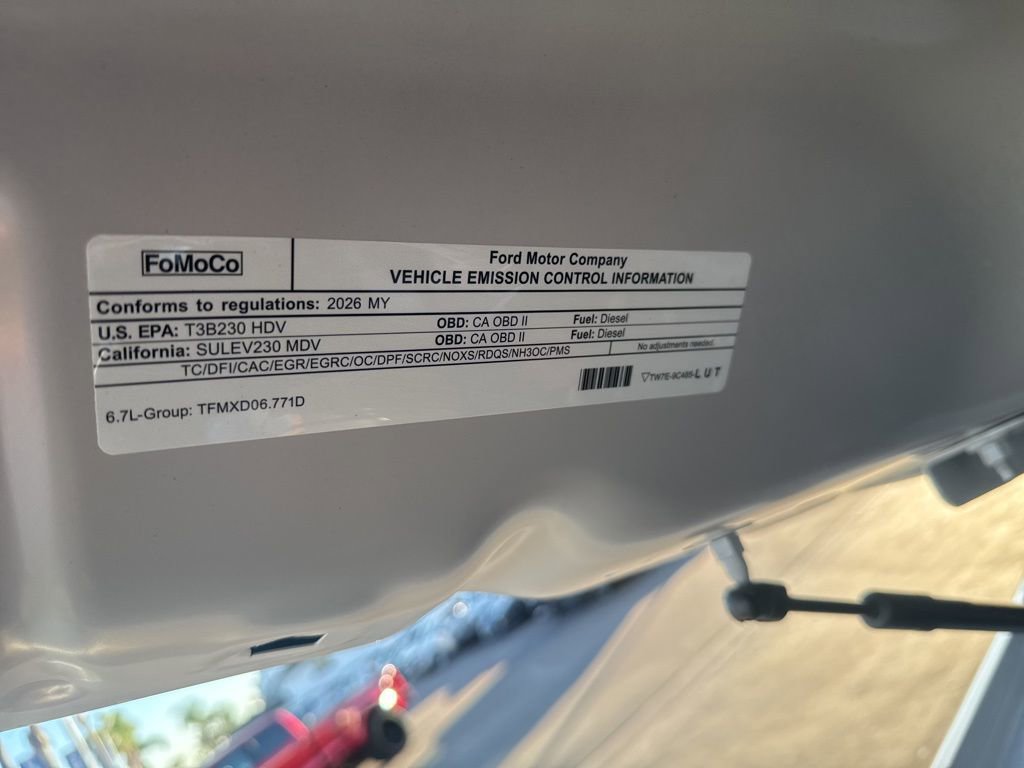 FoMoCo
Ford Motor Company
VEHICLE EMISSION CONTROL INFORMATION
Conforms to regulations: 2026 MY
U.S. EPA: T3B230 HDV OBD: CA OBD II Fuel: Diesel
California: SULEV230 MDV OBD: CA OBD II Fuel: Diesel
TC/DFI/CAC/EGR/EGRC/OC/DPF/SCRC/NOXS/RDQS/NH3OC/PMS No adjustments needed.
6.7L-Group: TFMXD06.771D ▽TW7E-9C485-L U T